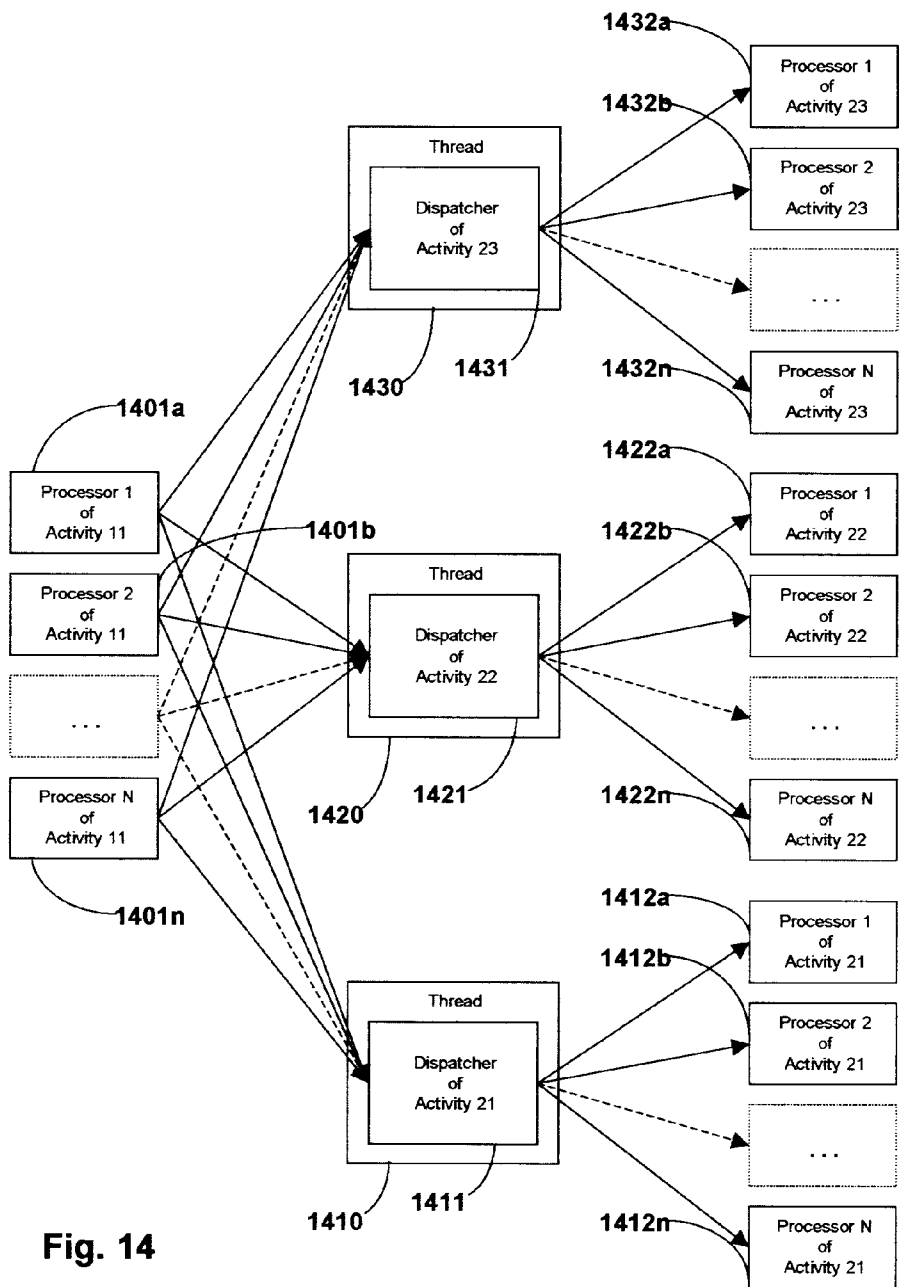 1432a
Processor 1
of
Activity 23
1432b
Processor 2
of
Activity 23
. . .
1432n
Processor N
of
Activity 23
Thread
Dispatcher
of
Activity 23
1430
1431
1401a
Processor 1
of
Activity 11
1401b
Processor 2
of
Activity 11
. . .
Processor N
of
Activity 11
1401n
Thread
Dispatcher
of
Activity 22
1420
1421
1422a
Processor 1
of
Activity 22
1422b
Processor 2
of
Activity 22
. . .
1422n
Processor N
of
Activity 22
Thread
Dispatcher
of
Activity 21
1410
1411
1412a
Processor 1
of
Activity 21
1412b
Processor 2
of
Activity 21
. . .
1412n
Processor N
of
Activity 21
Fig. 14